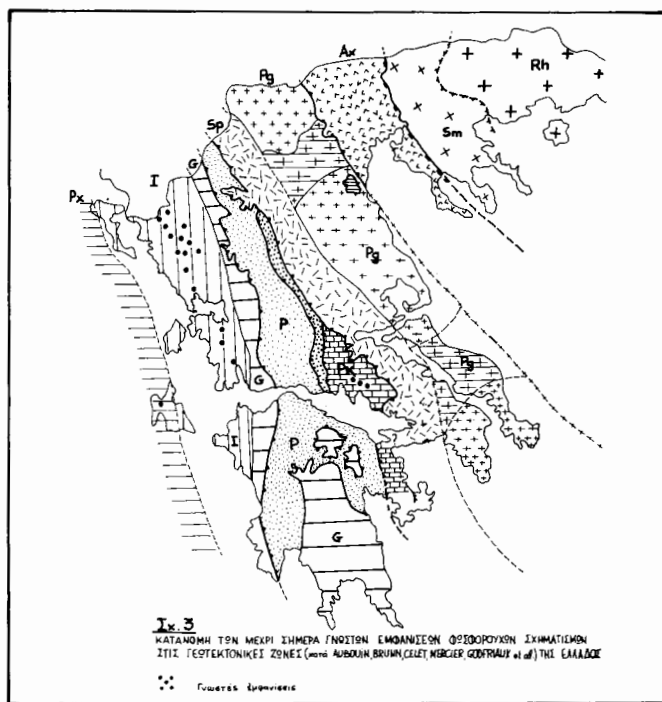 Ax
Rh
Pg
Sm
Sp
G
I
Px
Pg
P
Px
Pg
G
I
P
G
Σχ. 3
ΚΑΤΑΝΟΜΗ ΤΩΝ ΜΕΧΡΙ ΣΗΜΕΡΑ ΓΝΩΣΤΩΝ ΕΜΦΑΝΙΣΕΩΝ ΦΩΣΦΟΡΟΥΧΩΝ ΣΧΗΜΑΤΙΣΜΩΝ
ΣΤΙΣ ΓΕΩΤΕΚΤΟΝΙΚΕΣ ΖΩΝΕΣ (κατά AUBOUIN, BRUNN, CELET, MERCIER, GODFRIAUX et al) ΤΗΣ ΕΛΛΑΔΟΣ
Γνωστές ἐμφανίσεις